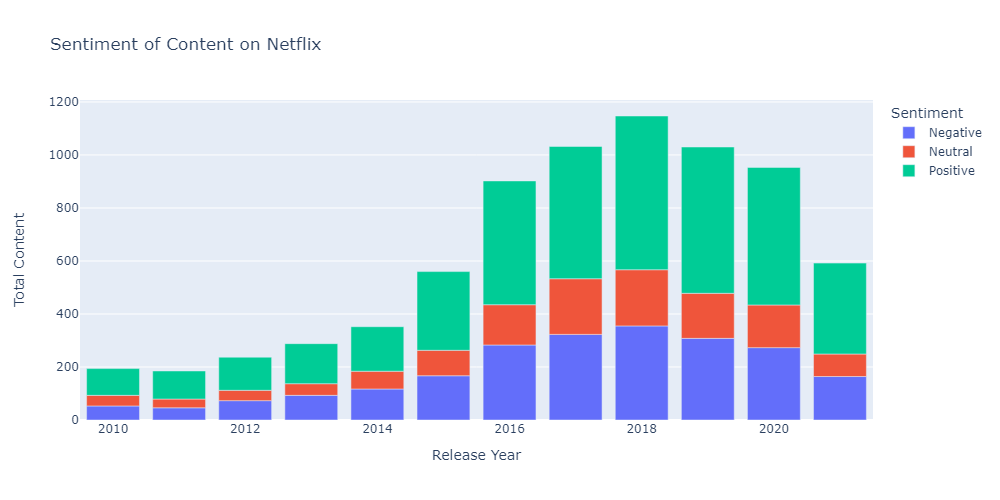 Sentiment of Content on Netflix
1200
1000
800
600
400
200
0
Total Content
2010
2012
2014
2016
2018
2020
Release Year
Sentiment
Negative
Neutral
Positive